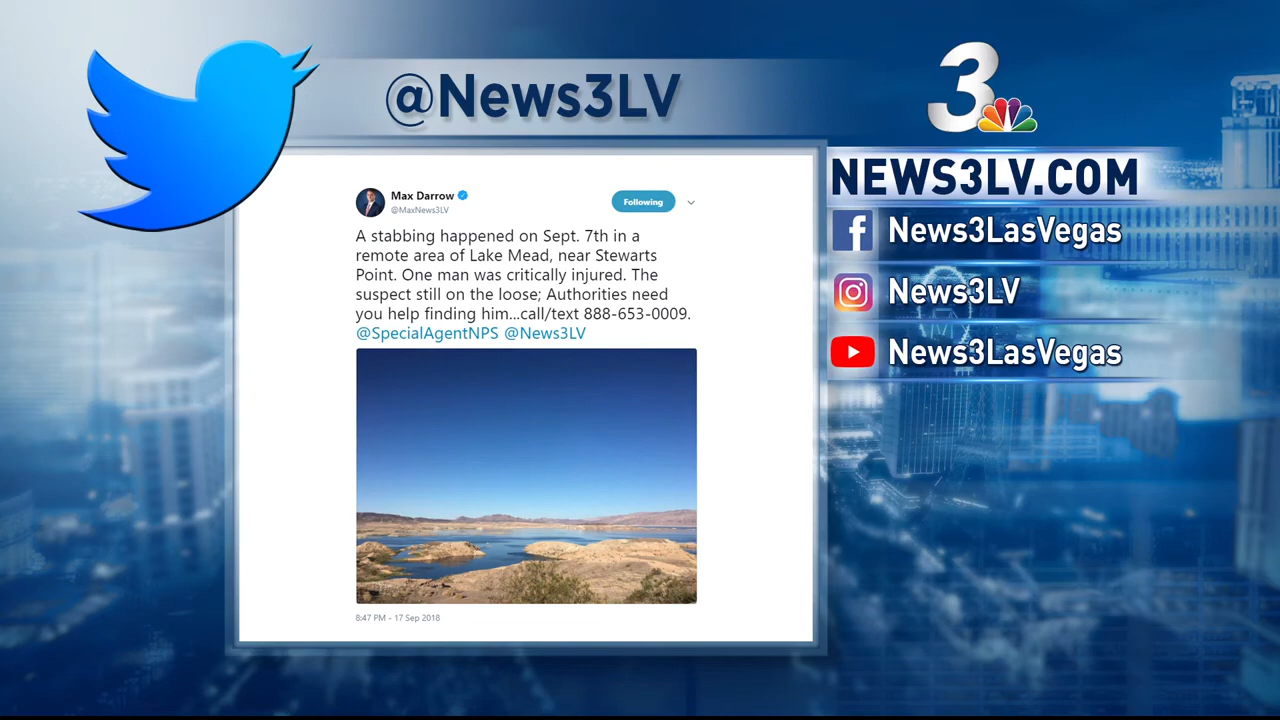 @News3LV
3
NEWS3LV.COM
News3LasVegas
News3LV
News3LasVegas
Max Darrow
@MaxNews3LV
Following
A stabbing happened on Sept. 7th in a
remote area of Lake Mead, near Stewarts
Point. One man was critically injured. The
suspect still on the loose; Authorities need
you help finding him...call/text 888-653-0009.
@SpecialAgentNPS @News3LV
8:47 PM - 17 Sep 2018